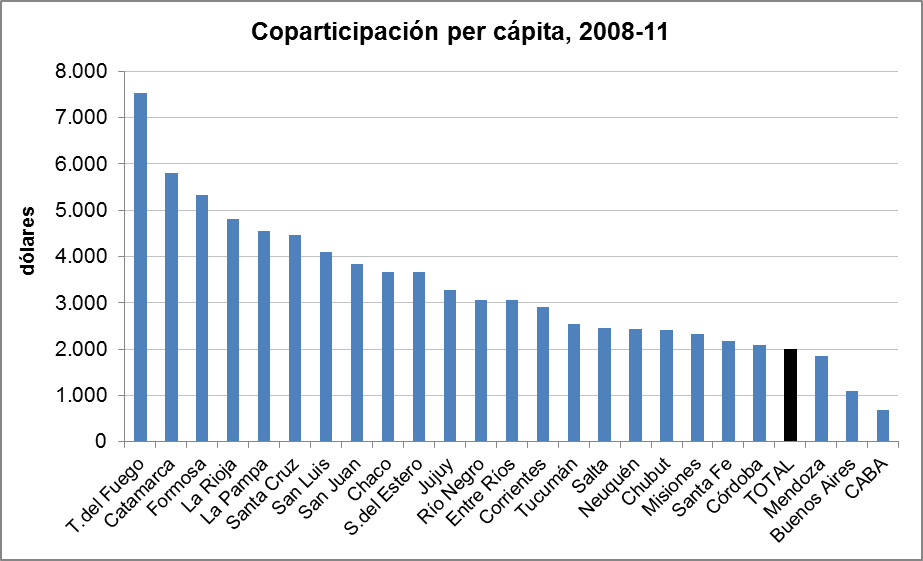 Coparticipación per cápita, 2008-11
dólares
8.000
7.000
6.000
5.000
4.000
3.000
2.000
1.000
0
T.del Fuego
Catamarca
Formosa
La Rioja
La Pampa
Santa Cruz
San Luis
San Juan
Chaco
S.del Estero
Jujuy
Río Negro
Entre Ríos
Corrientes
Tucumán
Salta
Neuquén
Chubut
Misiones
Santa Fe
Córdoba
TOTAL
Mendoza
Buenos Aires
CABA